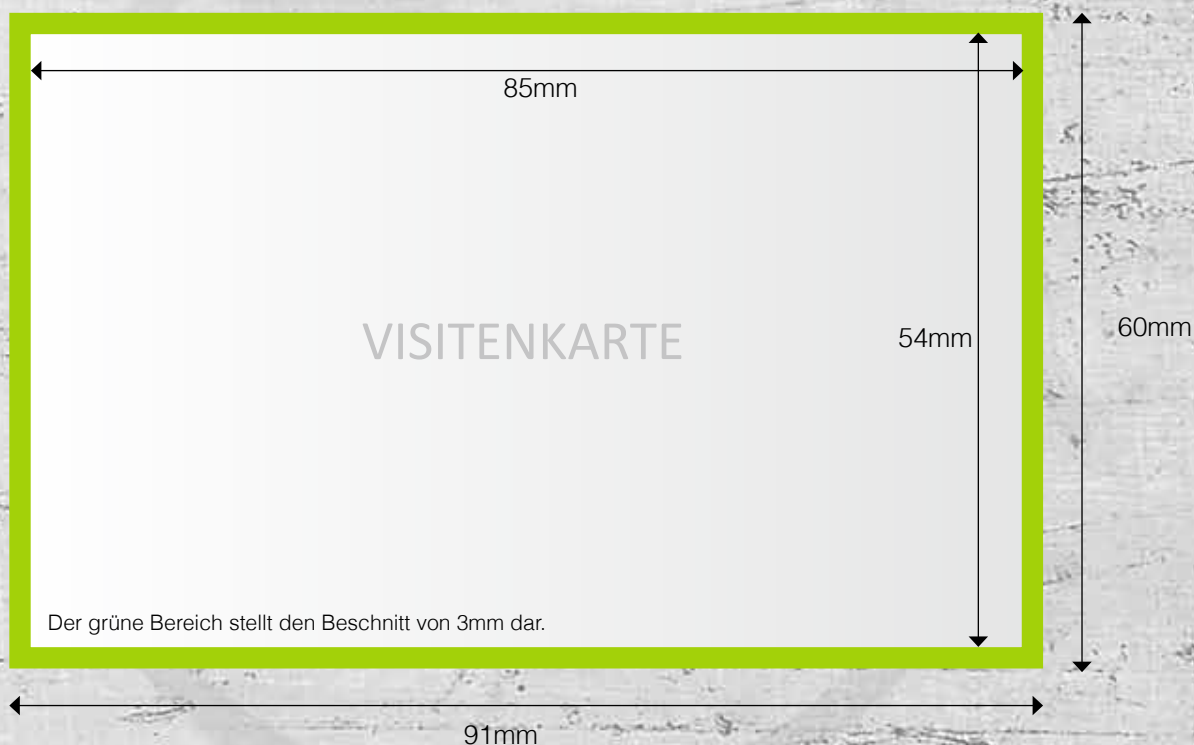 85mm
VISITENKARTE
54mm
60mm
Der grüne Bereich stellt den Beschnitt von 3mm dar.
91mm